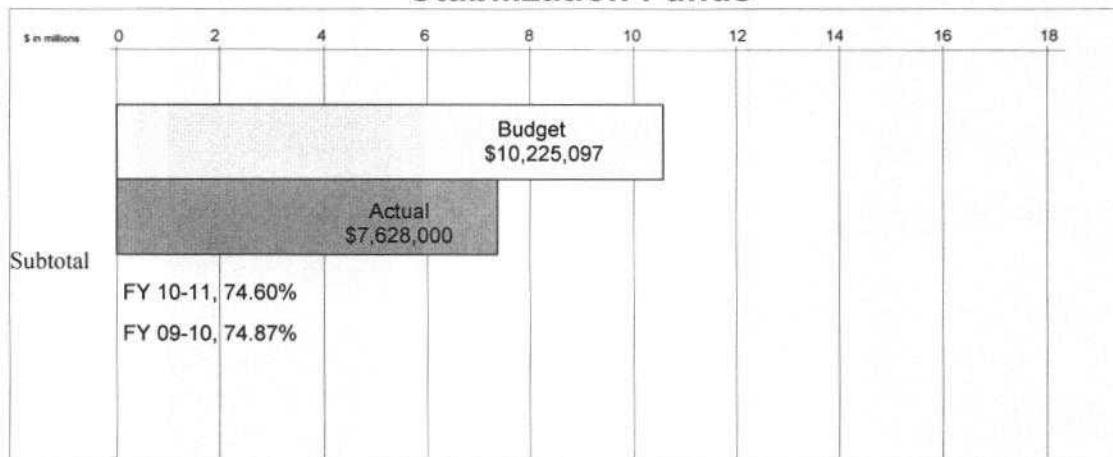 $ in millions 0 2 4 6 8 10 12 14 16 18
Budget
$10,225,097
Actual
$7,628,000
Subtotal
FY 10-11, 74.60%
FY 09-10, 74.87%